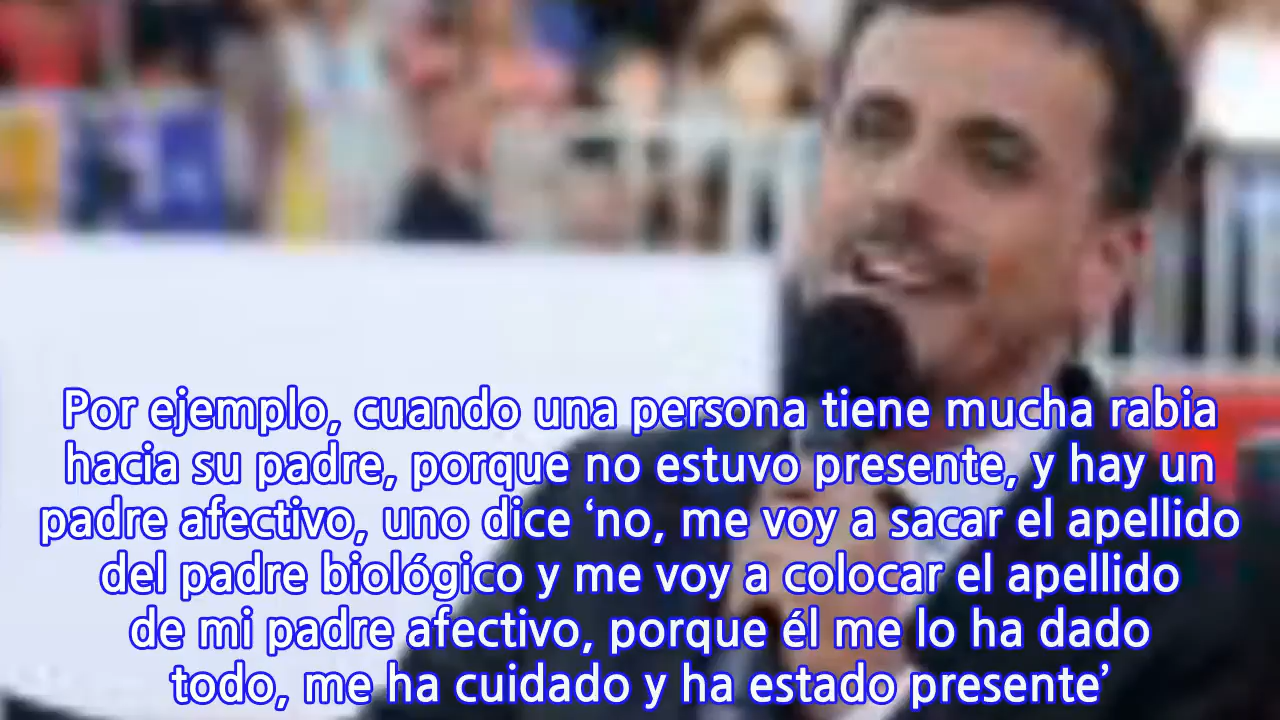 Por ejemplo, cuando una persona tiene mucha rabia
hacia su padre, porque no estuvo presente, y hay un
padre afectivo, uno dice ‘no, me voy a sacar el apellido
del padre biológico y me voy a colocar el apellido
de mi padre afectivo, porque él me lo ha dado
todo, me ha cuidado y ha estado presente’